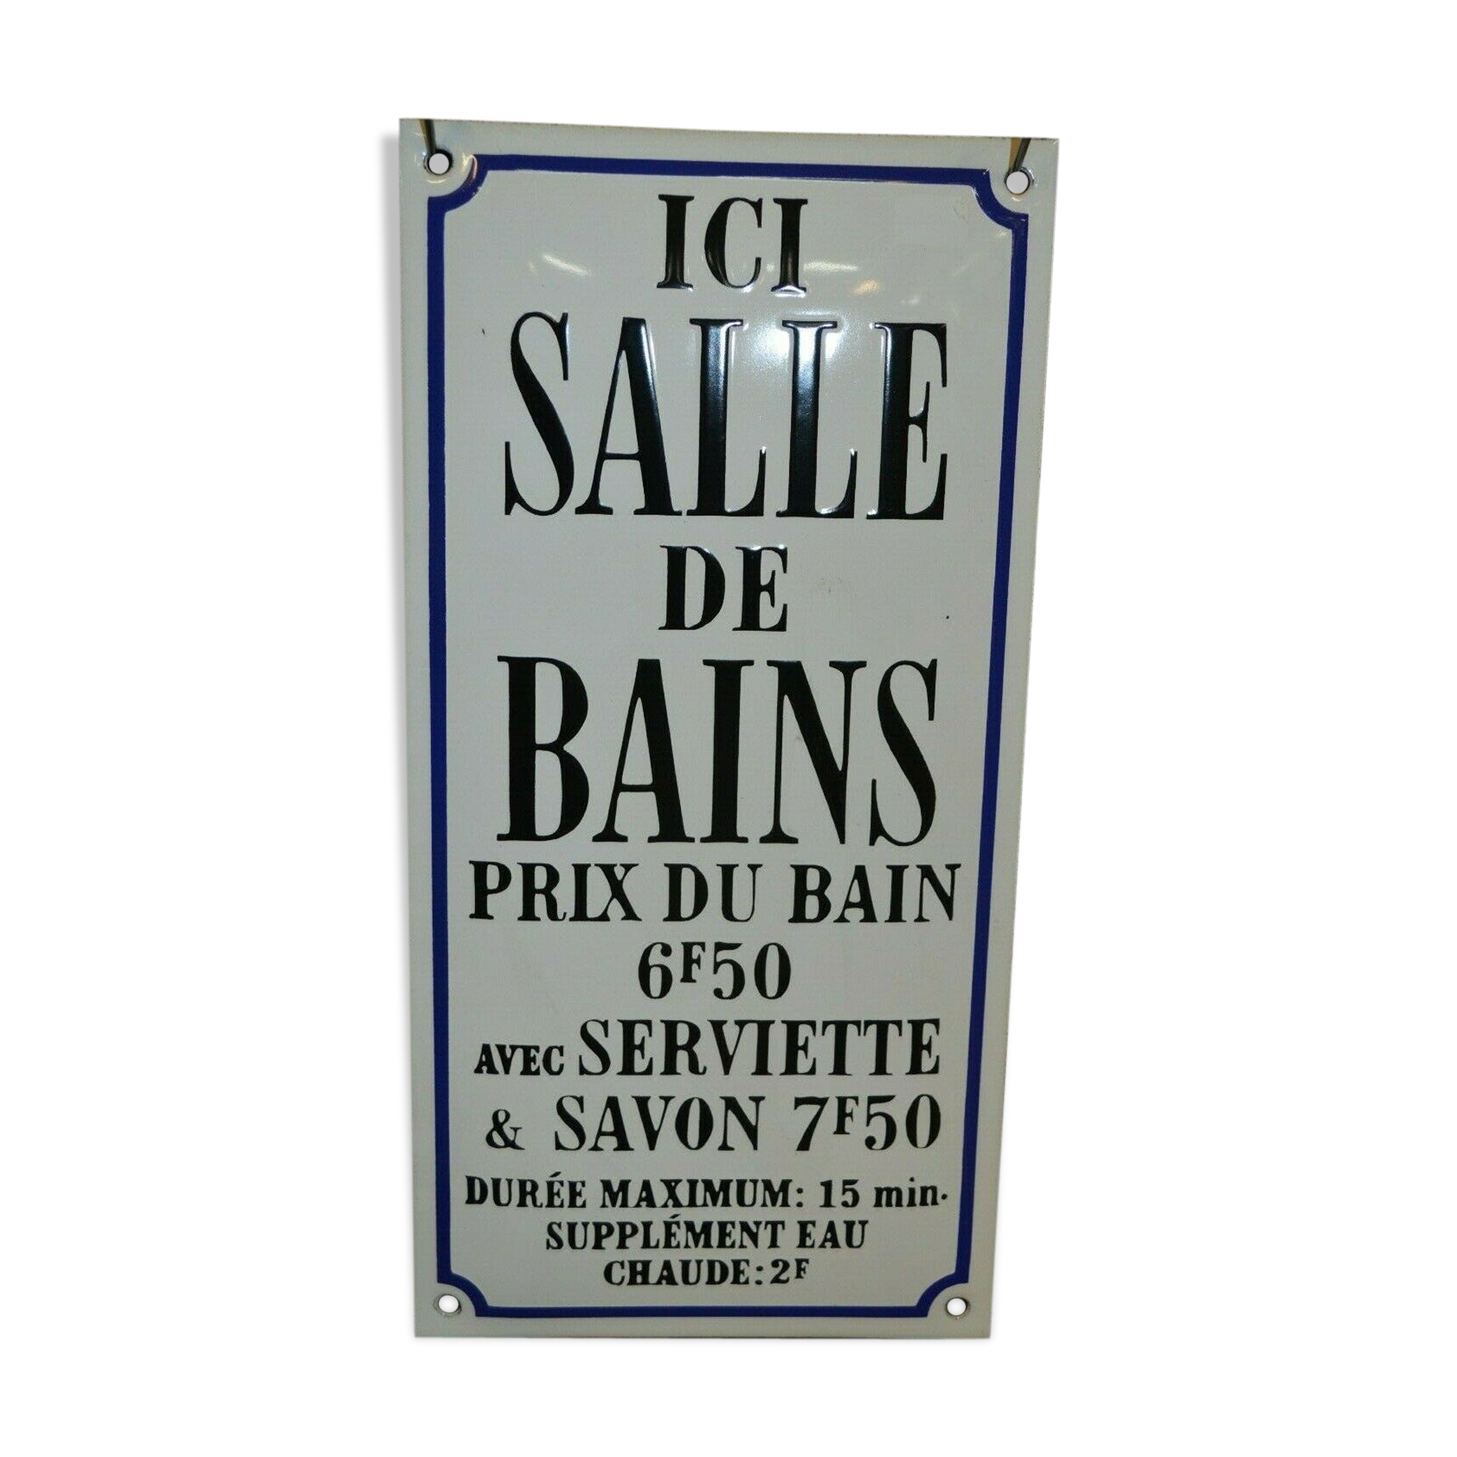 ICI
SALLE
DE
BAINS
PRIX DU BAIN
6F50
AVEC SERVIETTE
& SAVON 7F50
DURÉE MAXIMUM: 15 min.
SUPPLÉMENT EAU
CHAUDE: 2F